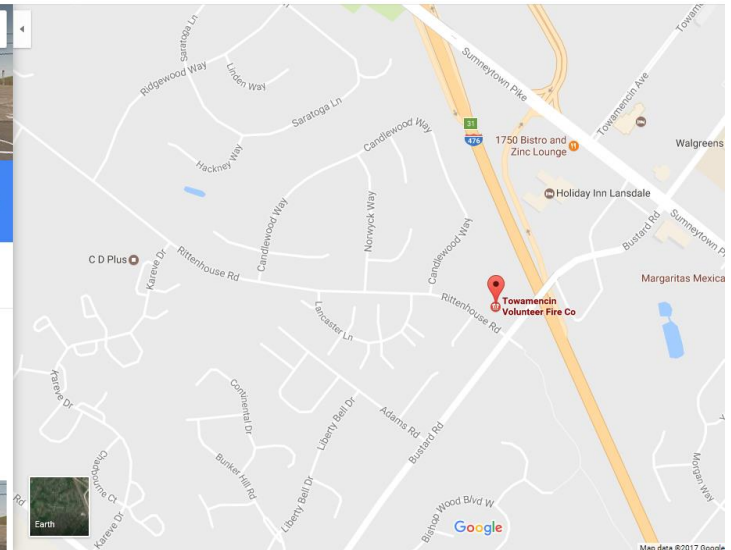 Saratoga Ln
Ridgewood Way
Linden Way
Saratoga Ln
Hackney Way
Candlewood Way
Sumneytown Pike
31
476
1750 Bistro and
Zinc Lounge
Towamencin Ave
Walgreens
Holiday Inn Lansdale
Candlewood Way
Norwyck Way
Candlewood Way
Bustard Rd
Sumneytown P
C D Plus
Kareve Dr
Rittenhouse Rd
Margaritas Mexica
Rittenhouse Rd
Towamencin
Volunteer Fire Co
Lancaster Ln
Kareve Dr
Continental Dr
Liberty Bell Dr
Adams Rd
Bustard Rd
Bunker Hill Rd
Liberty Bell Dr
Morgan Way
Rd
Earth
Kareve Dr
Bishop Wood Blvd W
Google
Map data ©2017 Google